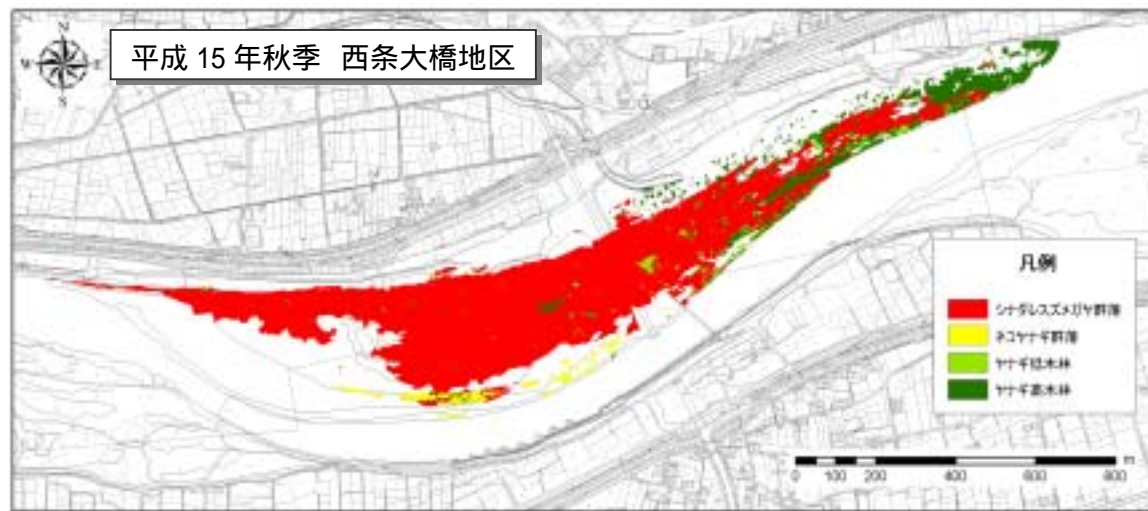 平成 15 年秋季 西条大橋地区
N
W
E
S
凡例
シナダレスズメガヤ群落
ネコヤナギ群落
ヤナギ低木林
ヤナギ高木林
m
0 100 200 400 600 800